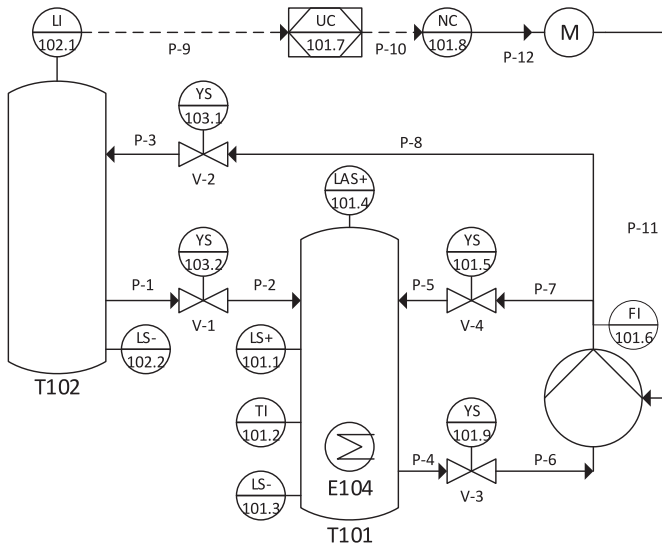 LI
102.1
P-9
UC
101.7
P-10
NC
101.8
P-12
M
YS
103.1
P-3
V-2
P-8
LAS+
101.4
P-11
YS
103.2
P-1
V-1
P-2
YS
101.5
P-5
V-4
P-7
FI
101.6
LS-
102.2
T102
LS+
101.1
TI
101.2
YS
101.9
P-4
V-3
P-6
E104
LS-
101.3
T101